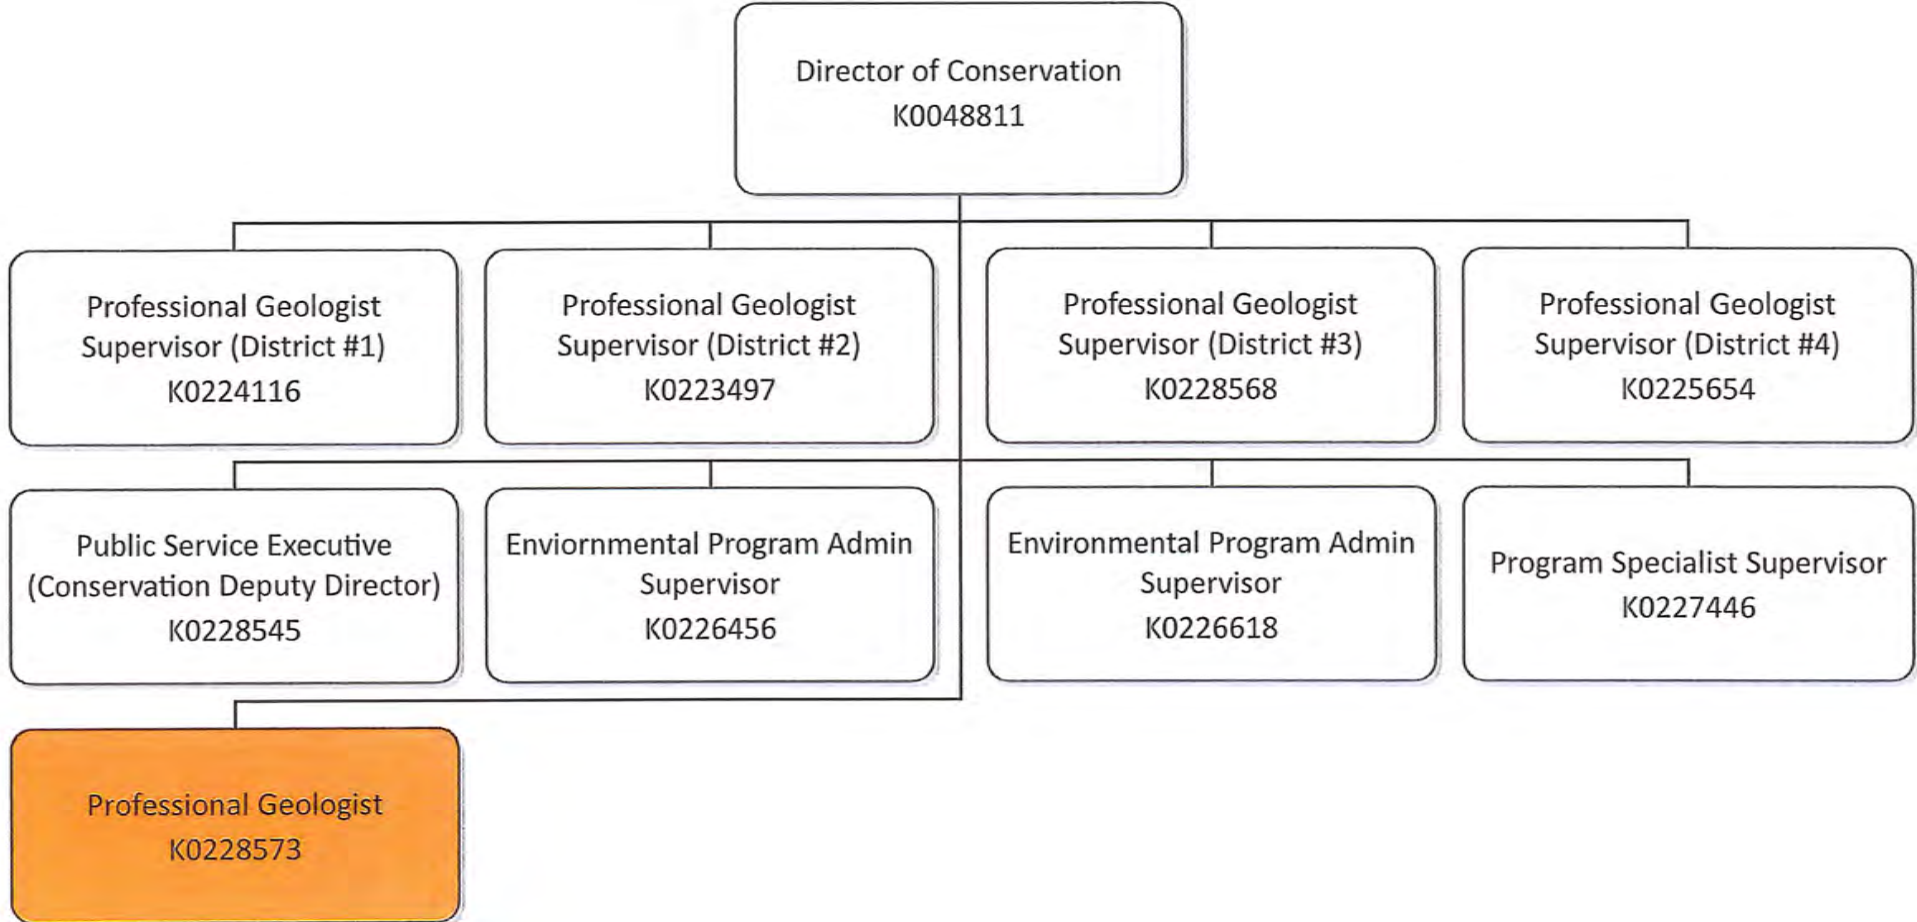 Director of Conservation
K0048811
Professional Geologist
Supervisor (District #1)
K0224116
Professional Geologist
Supervisor (District #2)
K0223497
Professional Geologist
Supervisor (District #3)
K0228568
Professional Geologist
Supervisor (District #4)
K0225654
Public Service Executive
(Conservation Deputy Director)
K0228545
Enviornmental Program Admin
Supervisor
K0226456
Environmental Program Admin
Supervisor
K0226618
Program Specialist Supervisor
K0227446
Professional Geologist
K0228573